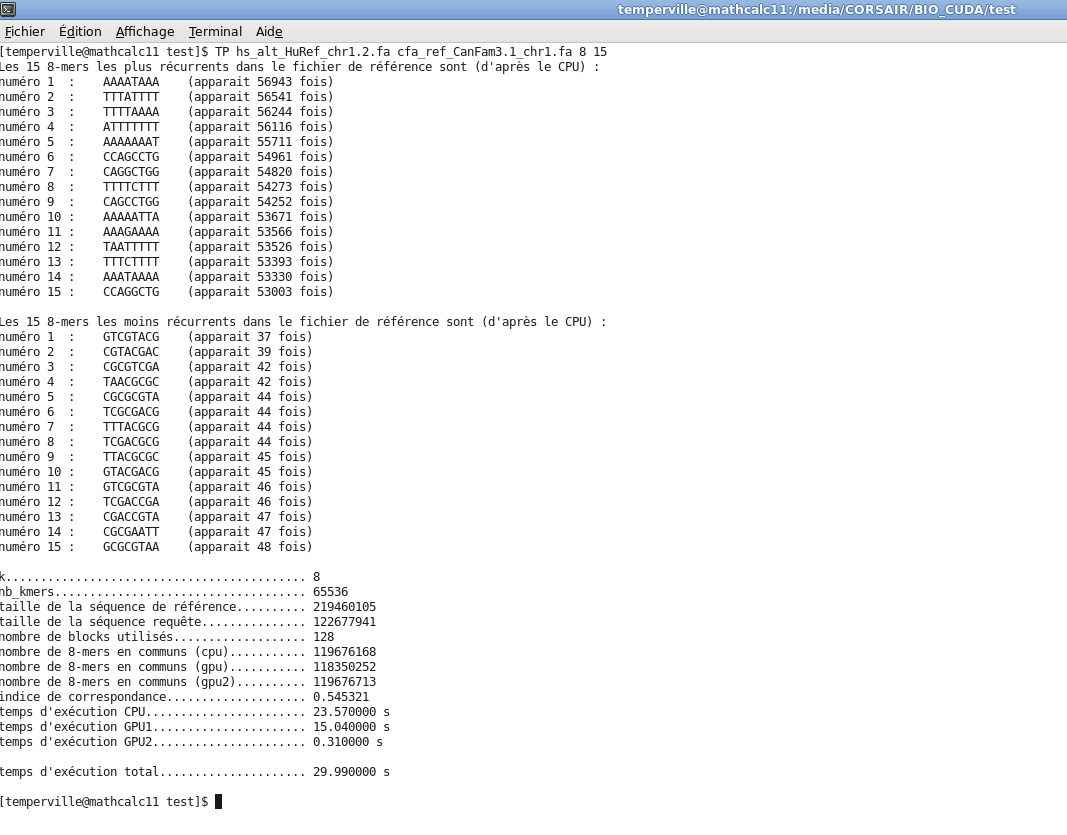 temperville@mathcalc11:/media/CORSAIR/BIO_CUDA/test
Fichier Édition Affichage Terminal Aide
[temperville@mathcalc11 test]$ TP hs_alt_HuRef_chr1.2.fa cfa_ref_CanFam3.1_chr1.fa 8 15
Les 15 8-mers les plus récurrents dans le fichier de référence sont (d'après le CPU) :
numéro 1  :    AAAATAAA    (apparait 56943 fois)
numéro 2  :    TTTATTTT    (apparait 56541 fois)
numéro 3  :    TTTTAAAA    (apparait 56244 fois)
numéro 4  :    ATTTTTTT    (apparait 56116 fois)
numéro 5  :    AAAAAAAT    (apparait 55711 fois)
numéro 6  :    CCAGCCTG    (apparait 54961 fois)
numéro 7  :    CAGGCTGG    (apparait 54820 fois)
numéro 8  :    TTTTCTTT    (apparait 54273 fois)
numéro 9  :    CAGCCTGG    (apparait 54252 fois)
numéro 10 :    AAAAATTA    (apparait 53671 fois)
numéro 11 :    AAAGAAAA    (apparait 53566 fois)
numéro 12 :    TAATTTTT    (apparait 53526 fois)
numéro 13 :    TTTCTTTT    (apparait 53393 fois)
numéro 14 :    AAATAAAA    (apparait 53330 fois)
numéro 15 :    CCAGGCTG    (apparait 53003 fois)
Les 15 8-mers les moins récurrents dans le fichier de référence sont (d'après le CPU) :
numéro 1  :    GTCGTACG    (apparait 37 fois)
numéro 2  :    CGTACGAC    (apparait 39 fois)
numéro 3  :    CGCGTCGA    (apparait 42 fois)
numéro 4  :    TAACGCGC    (apparait 42 fois)
numéro 5  :    CGCGCGTA    (apparait 44 fois)
numéro 6  :    TCGCGACG    (apparait 44 fois)
numéro 7  :    TTTACGCG    (apparait 44 fois)
numéro 8  :    TCGACGCG    (apparait 44 fois)
numéro 9  :    TTACGCGC    (apparait 45 fois)
numéro 10 :    GTACGACG    (apparait 45 fois)
numéro 11 :    GTCGCGTA    (apparait 46 fois)
numéro 12 :    TCGACCGA    (apparait 46 fois)
numéro 13 :    CGACCGTA    (apparait 47 fois)
numéro 14 :    CGCGAATT    (apparait 47 fois)
numéro 15 :    GCGCGTAA    (apparait 48 fois)
k........................................... 8
nb_kmers.................................... 65536
taille de la séquence de référence.......... 219460105
taille de la séquence requête............... 122677941
nombre de blocks utilisés................... 128
nombre de 8-mers en communs (cpu)........... 119676168
nombre de 8-mers en communs (gpu)........... 118350252
nombre de 8-mers en communs (gpu2).......... 119676713
indice de correspondance.................... 0.545321
temps d'exécution CPU....................... 23.570000 s
temps d'exécution GPU1...................... 15.040000 s
temps d'exécution GPU2...................... 0.310000 s
temps d'exécution total..................... 29.990000 s
[temperville@mathcalc11 test]$